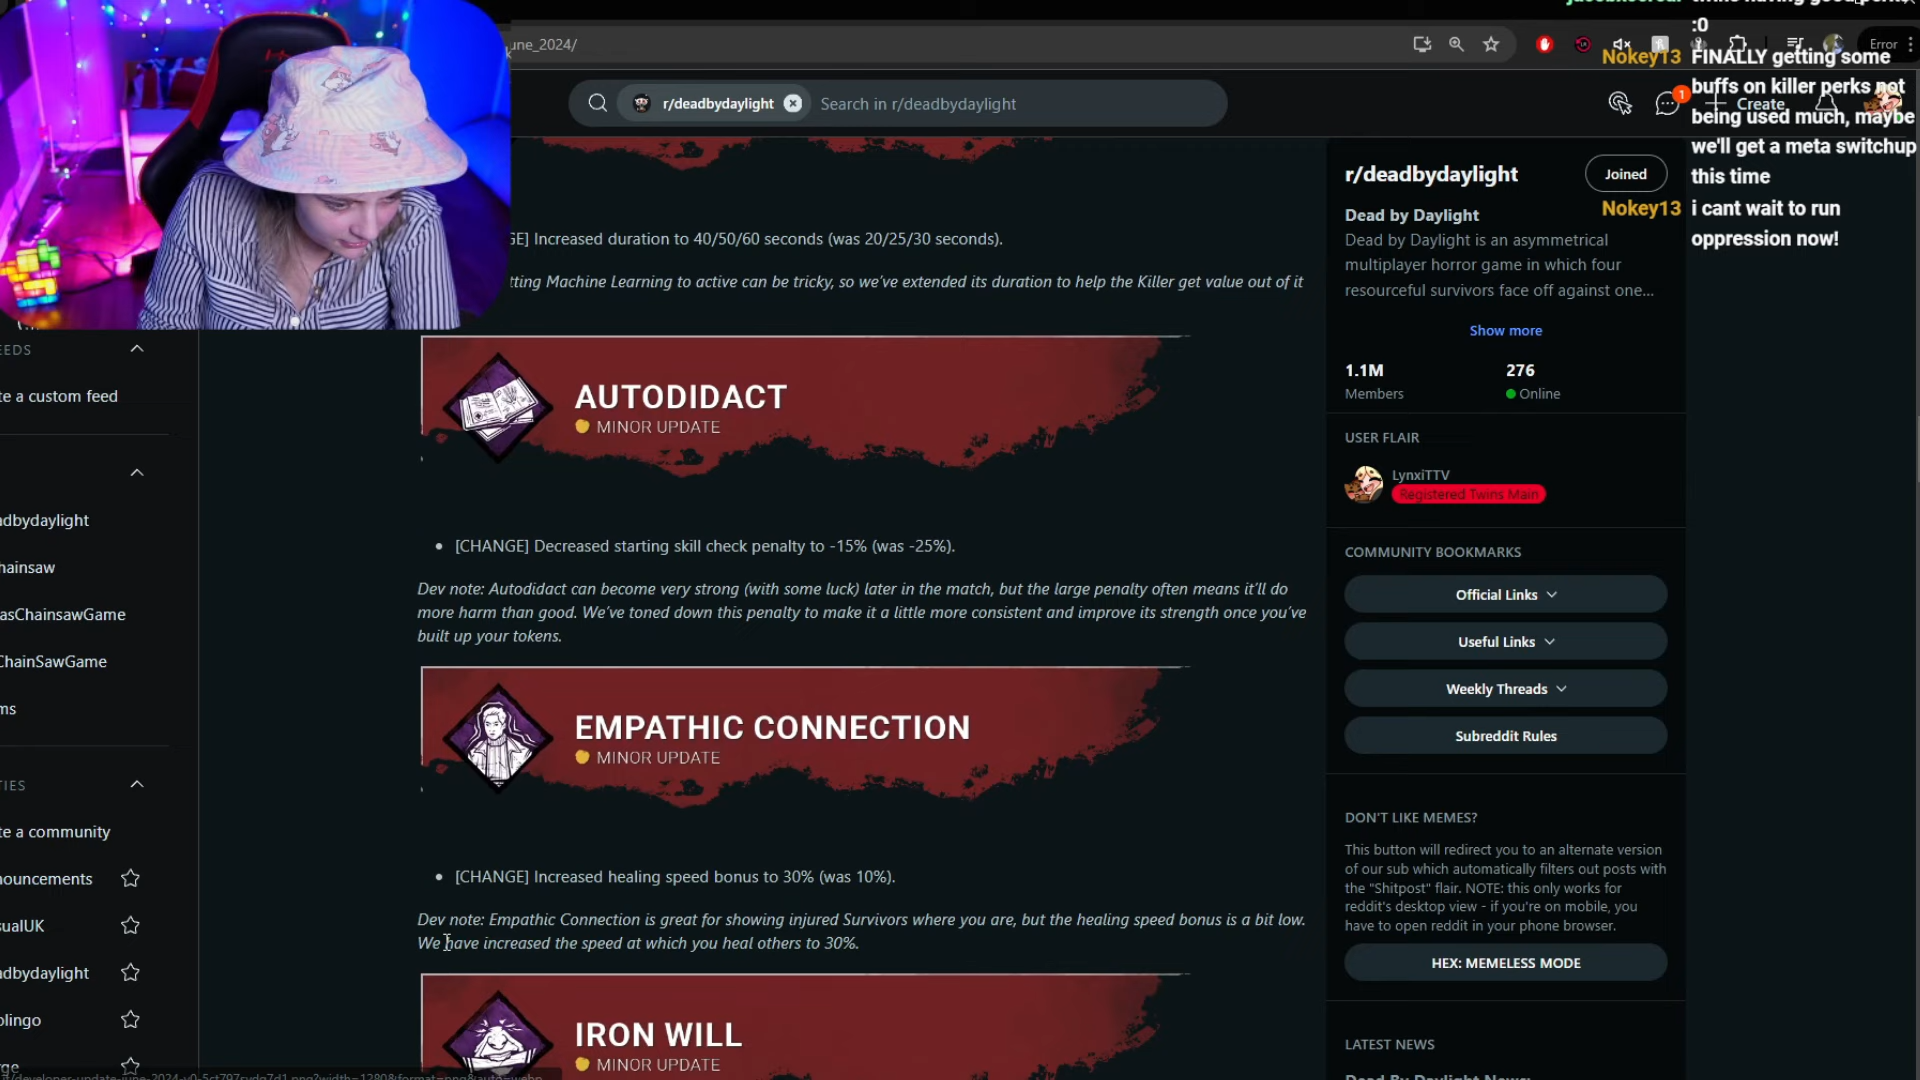 :0
Nokey13 FINALLY getting some
buffs on killer perks not
being used much, maybe
we'll get a meta switchup
this time
Nokey13 i cant wait to run
oppression now!
une_2024/
Error
r/deadbydaylight
Search in r/deadbydaylight
1
Create
GE] Increased duration to 40/50/60 seconds (was 20/25/30 seconds).
tting Machine Learning to active can be tricky, so we've extended its duration to help the Killer get value out of it
AUTODIDACT
MINOR UPDATE
[CHANGE] Decreased starting skill check penalty to -15% (was -25%).
Dev note: Autodidact can become very strong (with some luck) later in the match, but the large penalty often means it'll do
more harm than good. We've toned down this penalty to make it a little more consistent and improve its strength once you've
built up your tokens.
EMPATHIC CONNECTION
MINOR UPDATE
[CHANGE] Increased healing speed bonus to 30% (was 10%).
Dev note: Empathic Connection is great for showing injured Survivors where you are, but the healing speed bonus is a bit low.
We have increased the speed at which you heal others to 30%.
IRON WILL
MINOR UPDATE
EEDS
te a custom feed
adbydaylight
hainsaw
asChainsawGame
ChainSawGame
ms
TIES
te a community
nouncements
sualUK
adbydaylight
olingo
rge
r/deadbydaylight
Joined
Dead by Daylight
Dead by Daylight is an asymmetrical
multiplayer horror game in which four
resourceful survivors face off against one...
Show more
1.1M
276
Members
Online
USER FLAIR
LynxiTTV
Registered Twins Main
COMMUNITY BOOKMARKS
Official Links
Useful Links
Weekly Threads
Subreddit Rules
DON'T LIKE MEMES?
This button will redirect you to an alternate version
of our sub which automatically filters out posts with
the "Shitpost" flair. NOTE: this only works for
reddit's desktop view - if you're on mobile, you
have to open reddit in your phone browser.
HEX: MEMELESS MODE
LATEST NEWS
Dead By Daylight News: